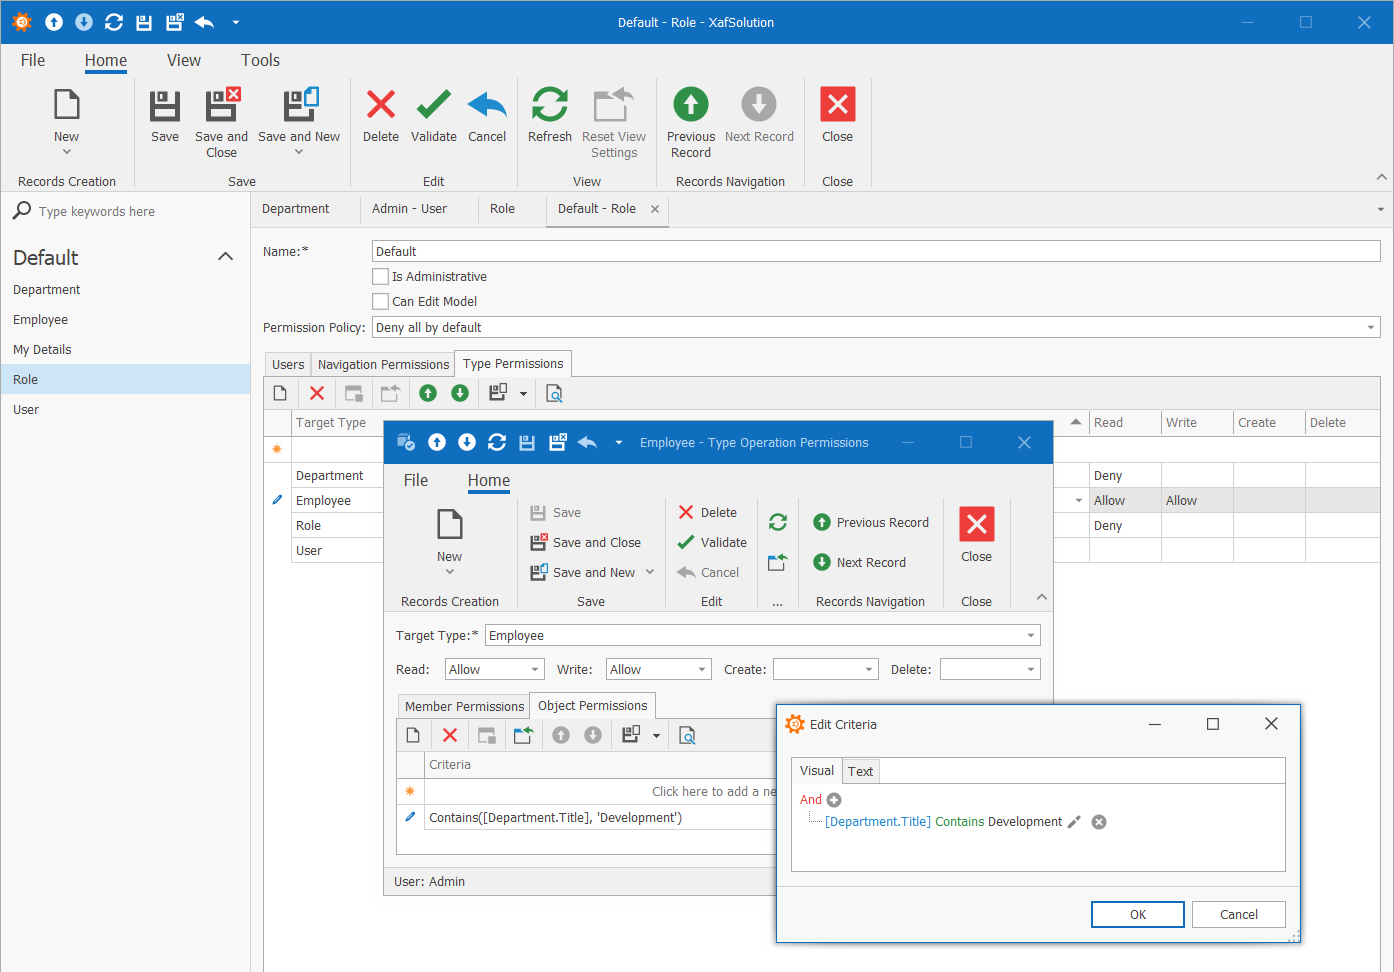 Default - Role - XafSolution
File Home View Tools
New Save Save and Close Save and New Delete Validate Cancel Refresh Reset View Settings Previous Record Next Record Close
Records Creation Save Edit View Records Navigation Close
Type keywords here
Department Admin - User Role Default - Role
Default
Department
Employee
My Details
Role
User
Name:* Default
Is Administrative
Can Edit Model
Permission Policy: Deny all by default
Users Navigation Permissions Type Permissions
Target Type Read Write Create Delete
Department Deny
Employee Allow Allow
Role Deny
User
Employee - Type Operation Permissions
File Home
New
Save
Save and Close
Save and New
Delete
Validate
Cancel
Previous Record
Next Record
Close
Records Creation Save Edit ... Records Navigation Close
Target Type:* Employee
Read: Allow Write: Allow Create: Delete:
Member Permissions Object Permissions
Criteria
Click here to add a ne
Contains([Department.Title], 'Development')
User: Admin
Edit Criteria
Visual Text
And
[Department.Title] Contains Development
OK Cancel